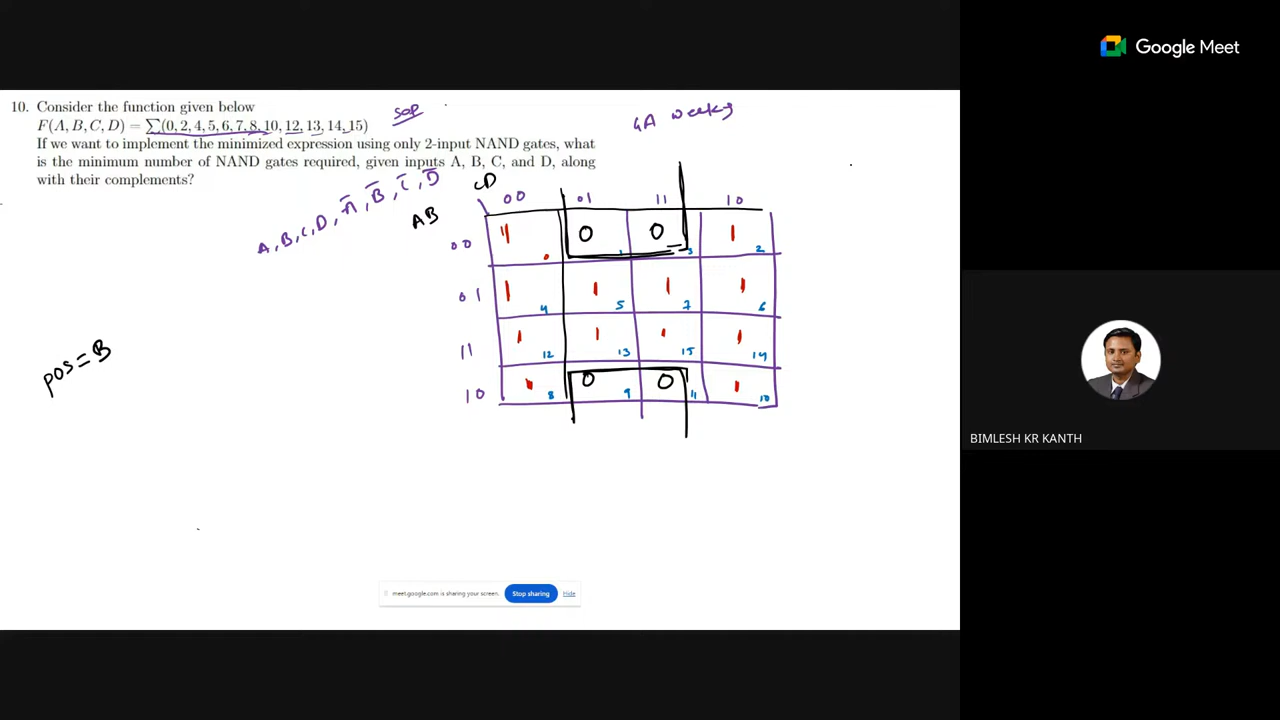 Google Meet
10. Consider the function given below
F(A, B, C, D) = ∑(0, 2, 4, 5, 6, 7, 8, 10, 12, 13, 14, 15)
SOP
GA week3
If we want to implement the minimized expression using only 2-input NAND gates, what
is the minimum number of NAND gates required, given inputs A, B, C, and D, along
with their complements?
A, B, C, D, A̅, B̅, C̅, D̅
CD
AB
00 01 11 10
00 1 0 0 0 1 0 3 1 2
01 1 4 1 5 1 7 1 6
11 1 12 1 13 1 15 1 14
10 1 8 0 9 0 11 1 10
POS = B
BIMLESH KR KANTH
meet.google.com is sharing your screen.
Stop sharing
Hide